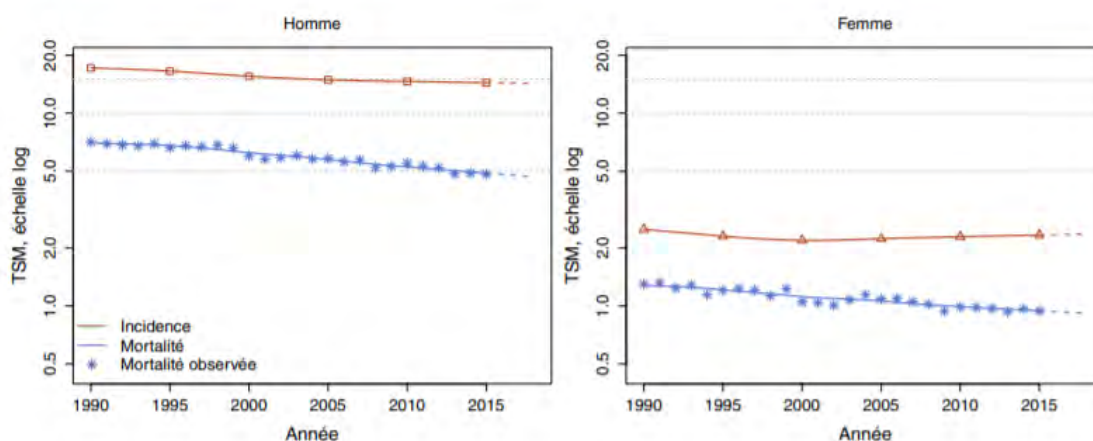 Homme
TSM, échelle log
20.0
10.0
5.0
2.0
1.0
0.5
Incidence
Mortalité
Mortalité observée
1990 1995 2000 2005 2010 2015
Année
Femme
TSM, échelle log
20.0
10.0
5.0
2.0
1.0
0.5
1990 1995 2000 2005 2010 2015
Année